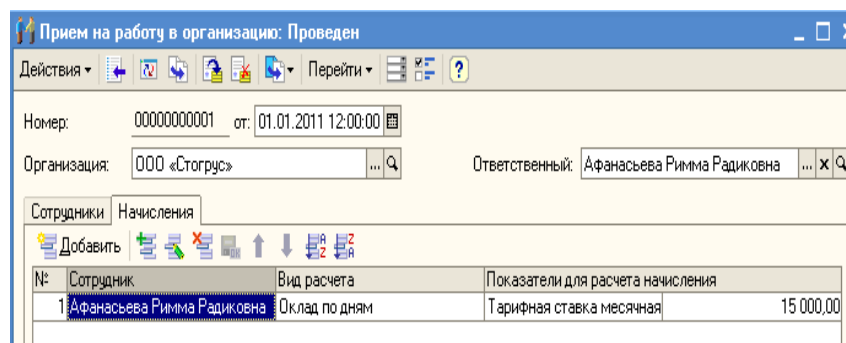 Прием на работу в организацию: Проведен
Действия Перейти
Номер: 00000000001 от: 01.01.2011 12:00:00
Организация: ООО «Стогрус» ... Ответственный: Афанасьева Римма Радиковна ... x
Сотрудники Начисления
Добавить
№ Сотрудник Вид расчета Показатели для расчета начисления
1 Афанасьева Римма Радиковна Оклад по дням Тарифная ставка месячная 15 000,00